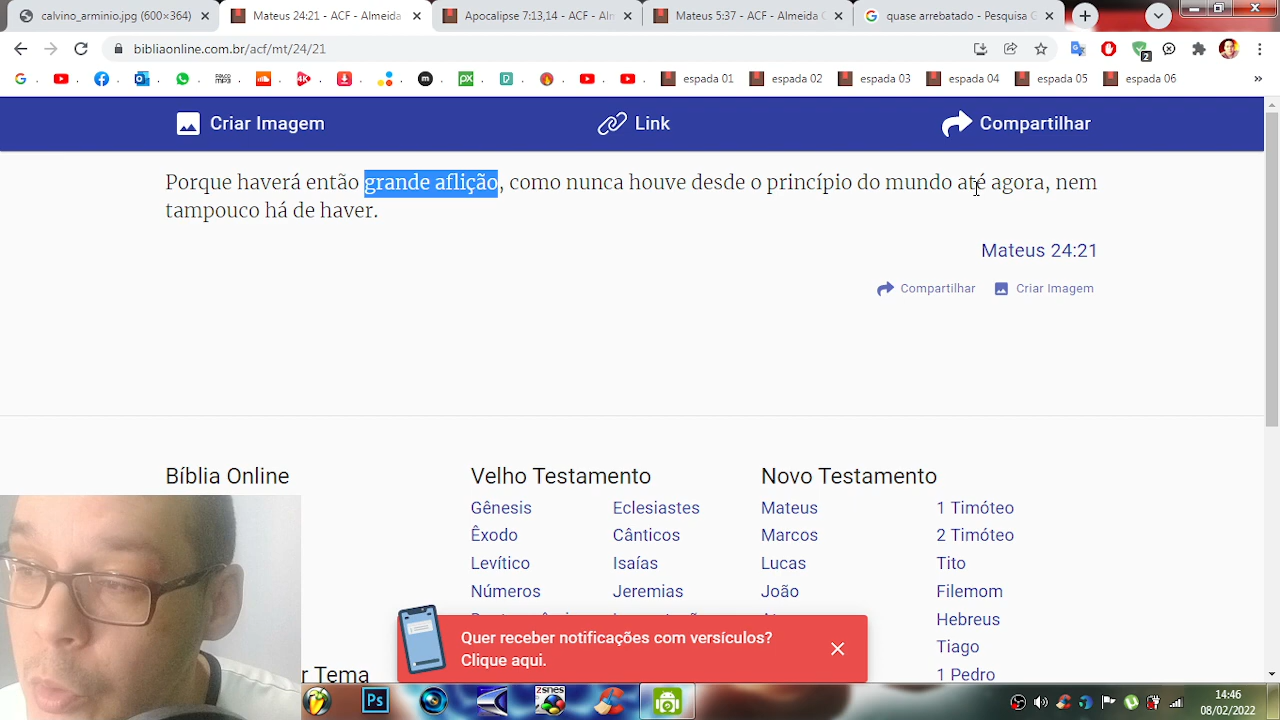 calvino_arminio.jpg (600×364)
Mateus 24:21 - ACF - Almeida
Apocalipse 7:13
Mateus 5:37 - ACF - Almeida
quase arrebatado - Pesquisa
bibliaonline.com.br/acf/mt/24/21
2
espada 01
espada 02
espada 03
espada 04
espada 05
espada 06
Criar Imagem
Link
Compartilhar
Porque haverá então grande aflição, como nunca houve desde o princípio do mundo até agora, nem
tampouco há de haver.
Mateus 24:21
Compartilhar
Criar Imagem
Bíblia Online
Velho Testamento
Novo Testamento
Gênesis
Eclesiastes
Mateus
1 Timóteo
Êxodo
Cânticos
Marcos
2 Timóteo
Levítico
Isaías
Lucas
Tito
Números
Jeremias
João
Filemom
Hebreus
Tiago
1 Pedro
Quer receber notificações com versículos?
Clique aqui.
r Tema
Ps
zsnes
14:46
08/02/2022